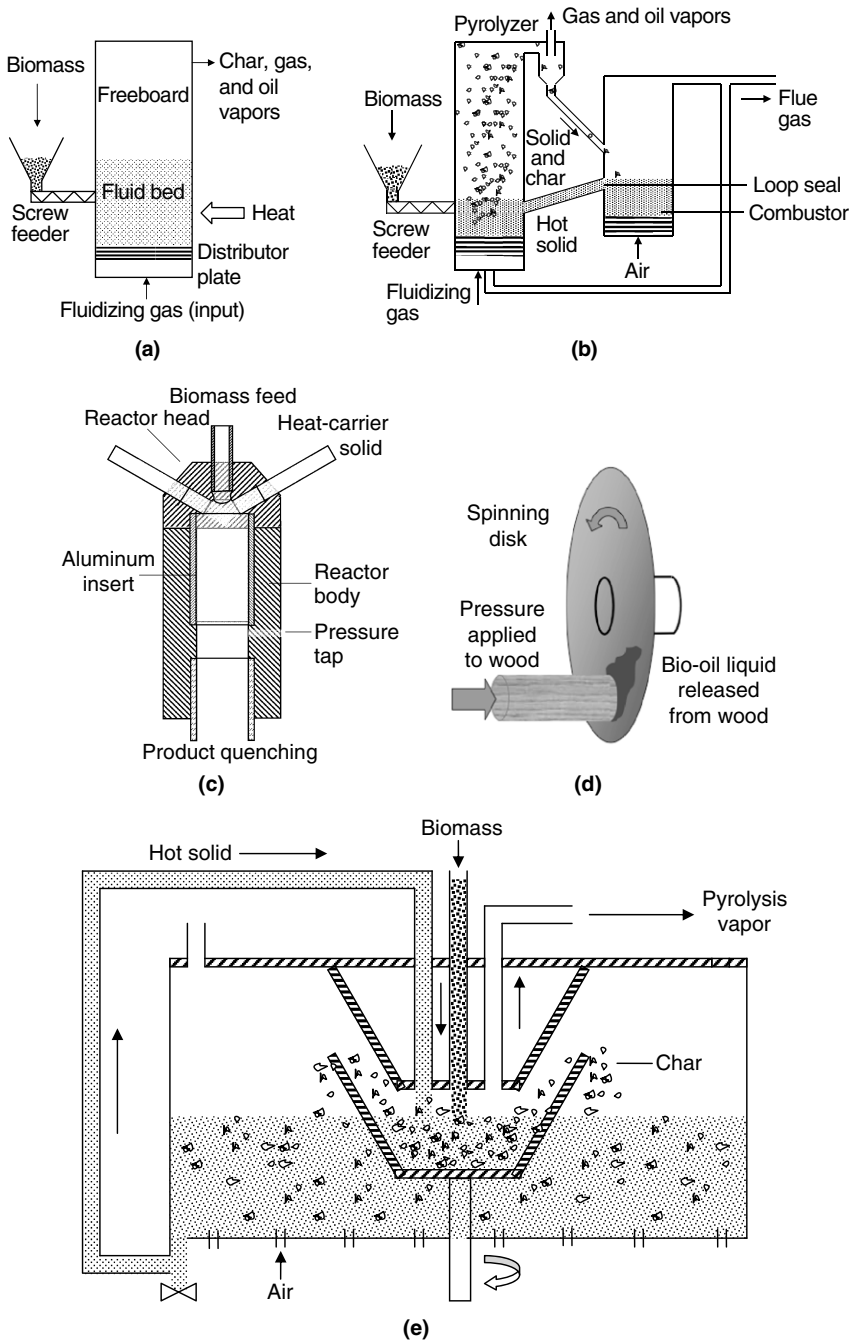 Biomass
Freeboard
Char, gas,
and oil
vapors
Fluid bed
Screw
feeder
Heat
Distributor
plate
Fluidizing gas (input)
(a)
Pyrolyzer
Gas and oil vapors
Biomass
Flue
gas
Solid
and
char
Loop seal
Combustor
Screw
feeder
Hot
solid
Air
Fluidizing
gas
(b)
Biomass feed
Reactor head
Heat-carrier
solid
Aluminum
insert
Reactor
body
Pressure
tap
Product quenching
(c)
Spinning
disk
Pressure
applied
to wood
Bio-oil liquid
released
from wood
(d)
Biomass
Hot solid
Pyrolysis
vapor
Char
Air
(e)